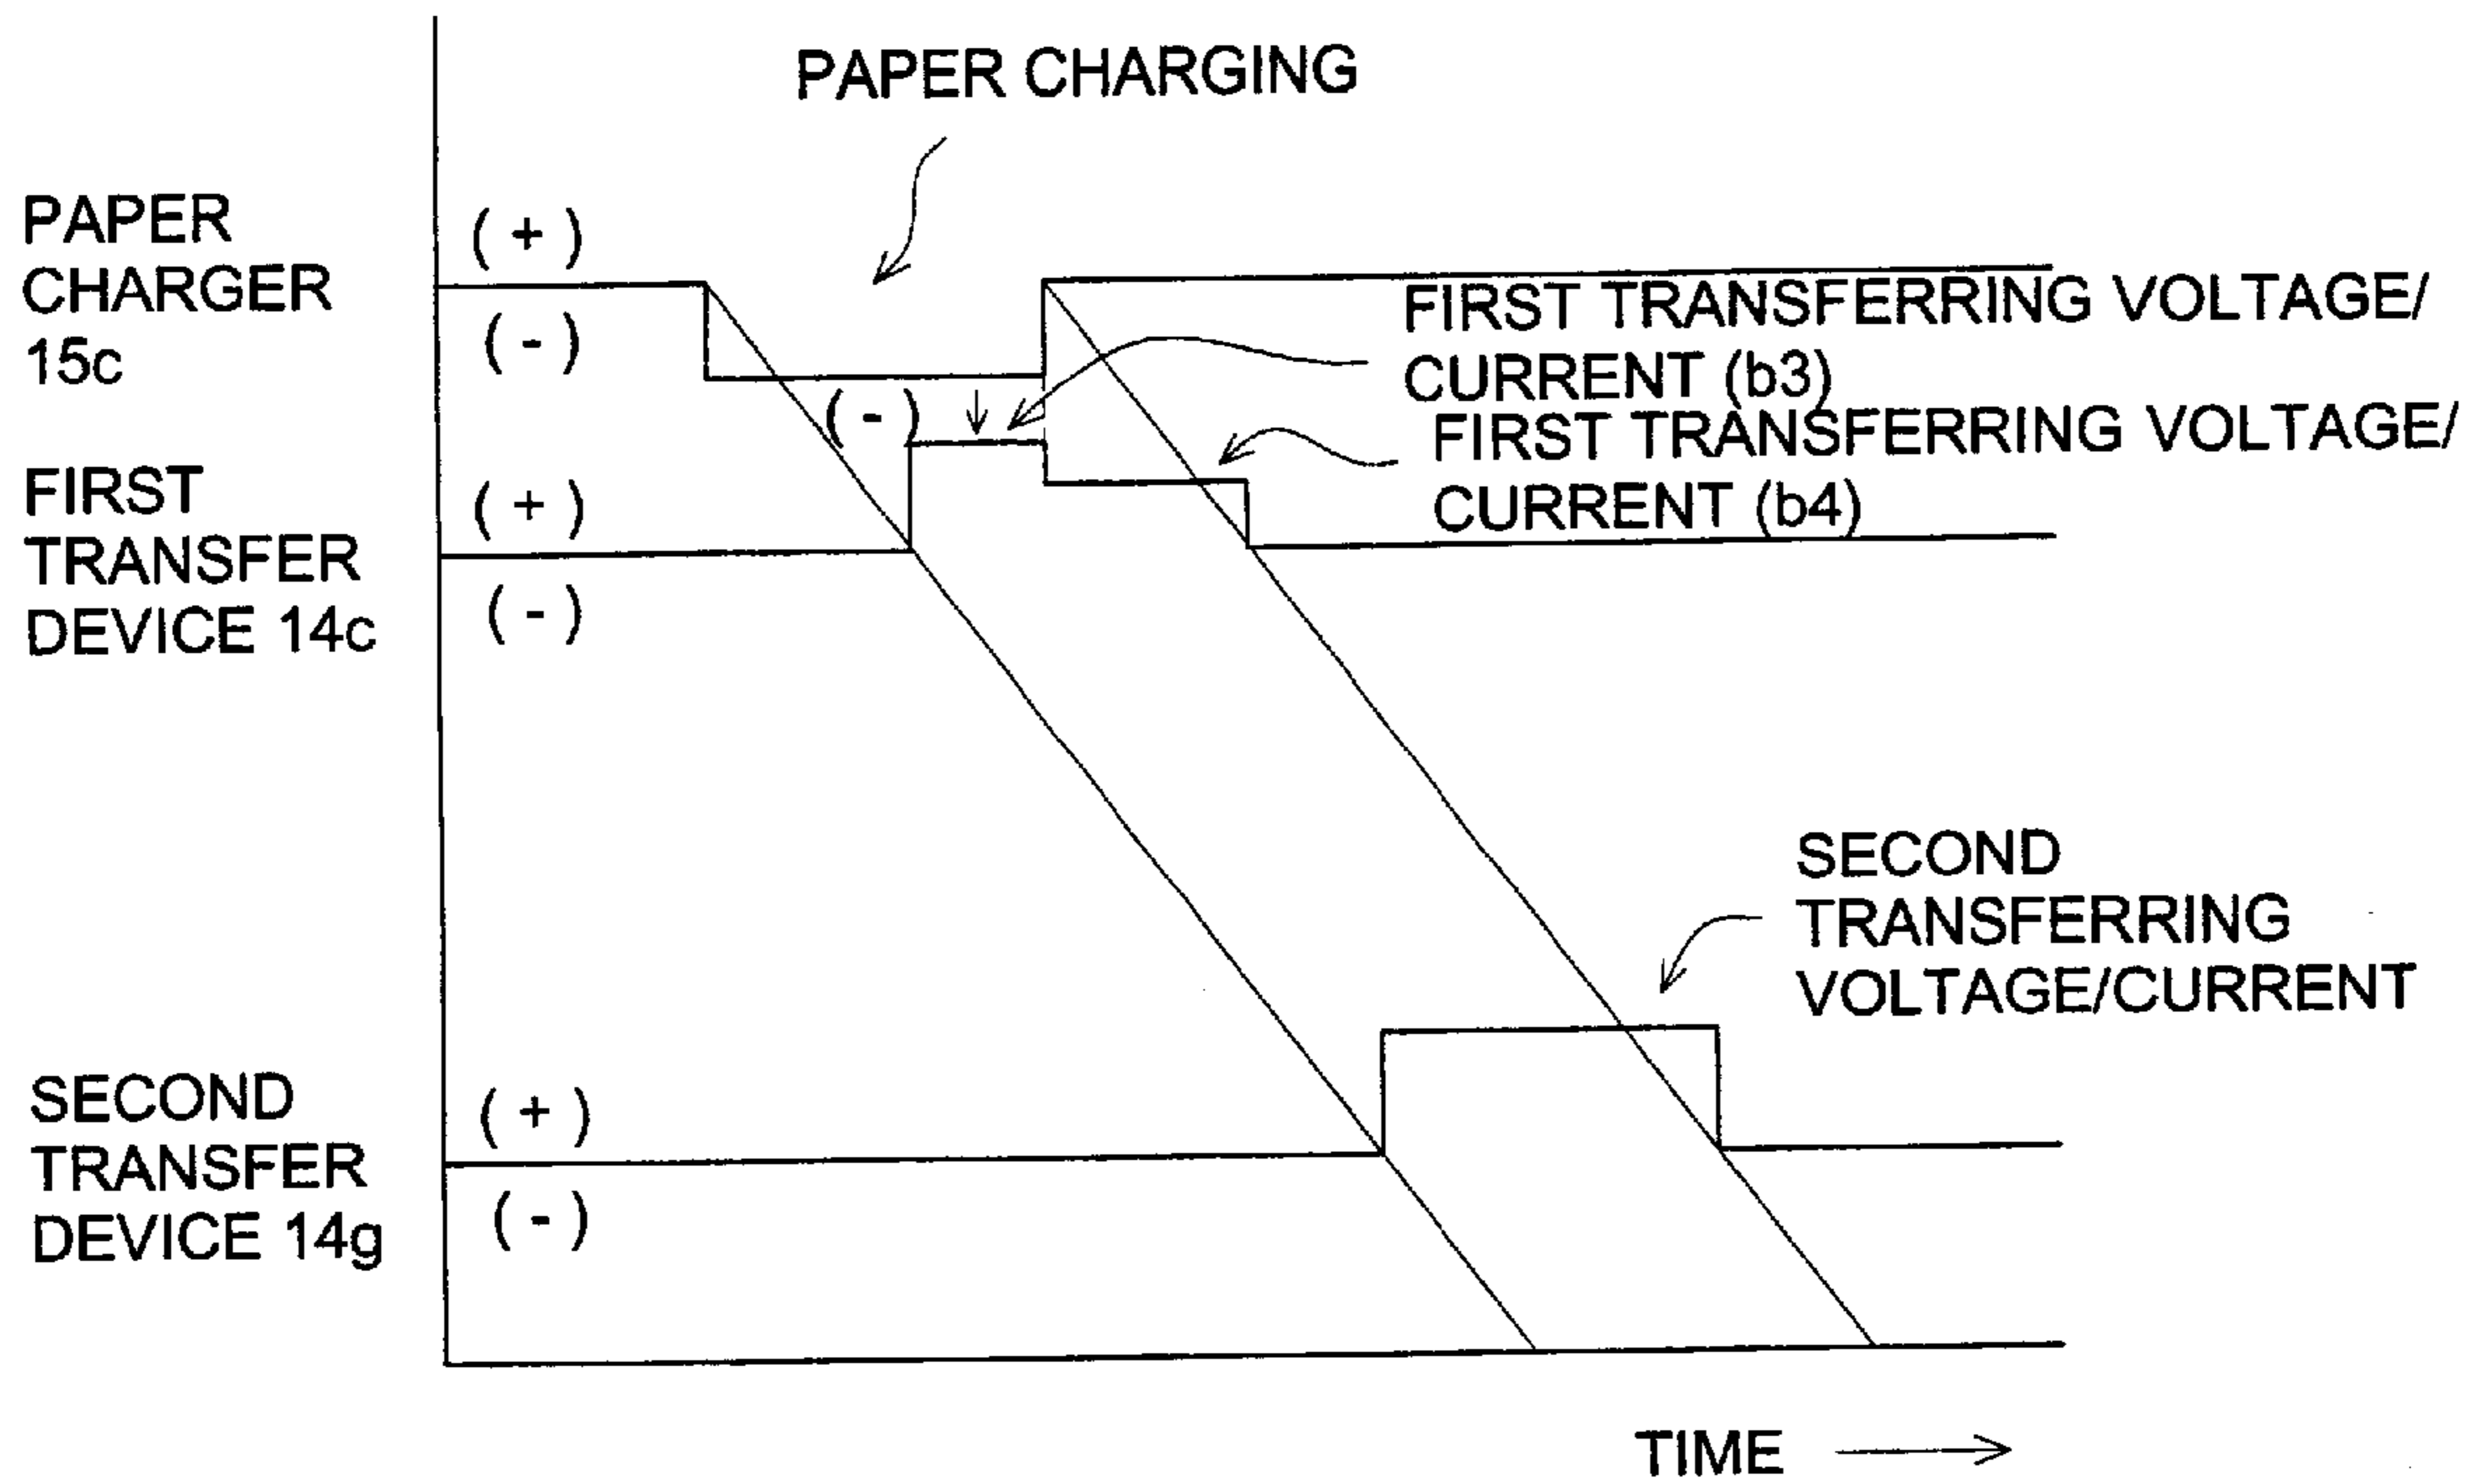 PAPER CHARGING
PAPER
CHARGER
15c
(+)
(-)
FIRST TRANSFERRING VOLTAGE/
CURRENT (b3)
(-)
FIRST TRANSFERRING VOLTAGE/
CURRENT (b4)
FIRST
TRANSFER
DEVICE 14c
(+)
(-)
SECOND
TRANSFERRING
VOLTAGE/CURRENT
SECOND
TRANSFER
DEVICE 14g
(+)
(-)
TIME